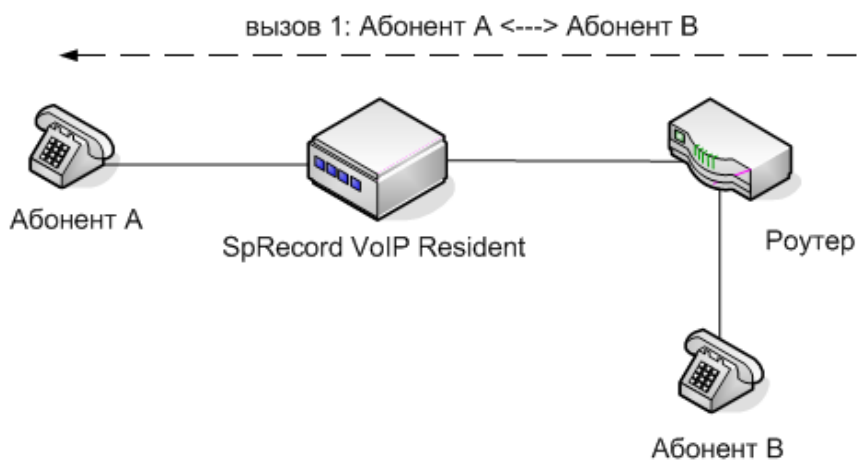 вызов 1: Абонент A <---> Абонент B
Абонент A
SpRecord VoIP Resident
Роутер
Абонент B